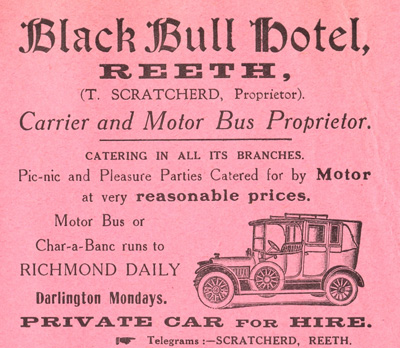 Black Bull Hotel,
REETH,
(T. SCRATCHERD, Proprietor).
Carrier and Motor Bus Proprietor.
CATERING IN ALL ITS BRANCHES.
Pic-nic and Pleasure Parties Catered for by Motor
at very reasonable prices.
Motor Bus or
Char-a-Banc runs to
RICHMOND DAILY
Darlington Mondays.
PRIVATE CAR FOR HIRE.
☛ Telegrams :—SCRATCHERD, REETH.